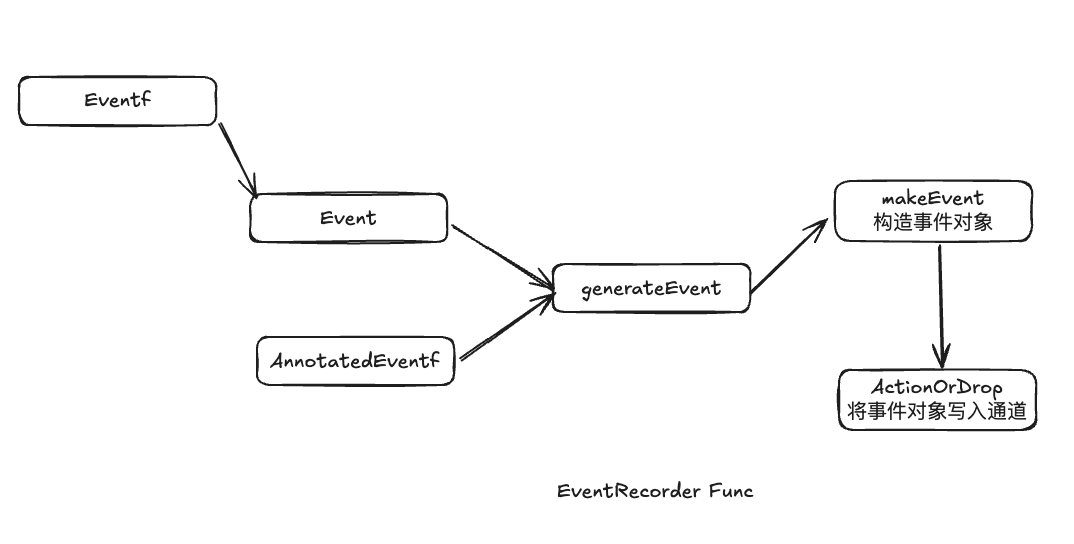 Eventf
Event
AnnotatedEventf
generateEvent
makeEvent
构造事件对象
ActionOrDrop
将事件对象写入通道
EventRecorder Func